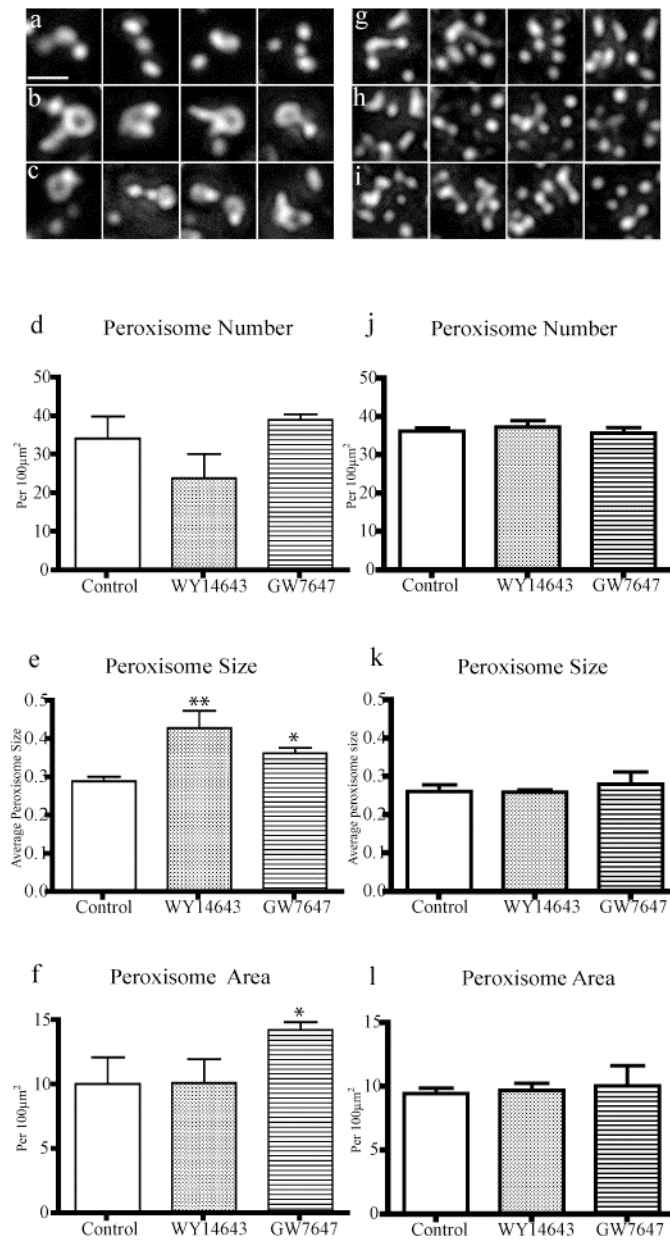 a
b
c
g
h
i
d Peroxisome Number
50
40
30
20
10
0
Per 100µm²
Control WY14643 GW7647
j Peroxisome Number
50
40
30
20
10
0
Per 100µm²
Control WY14643 GW7647
e Peroxisome Size
0.5
0.4
0.3
0.2
0.1
0.0
Average Peroxisome Size
** *
Control WY14643 GW7647
k Peroxisome Size
0.5
0.4
0.3
0.2
0.1
0.0
Average peroxisome size
Control WY14643 GW7647
f Peroxisome Area
15
10
5
0
Per 100µm²
*
Control WY14643 GW7647
l Peroxisome Area
15
10
5
0
Per 100µm²
Control WY14643 GW7647